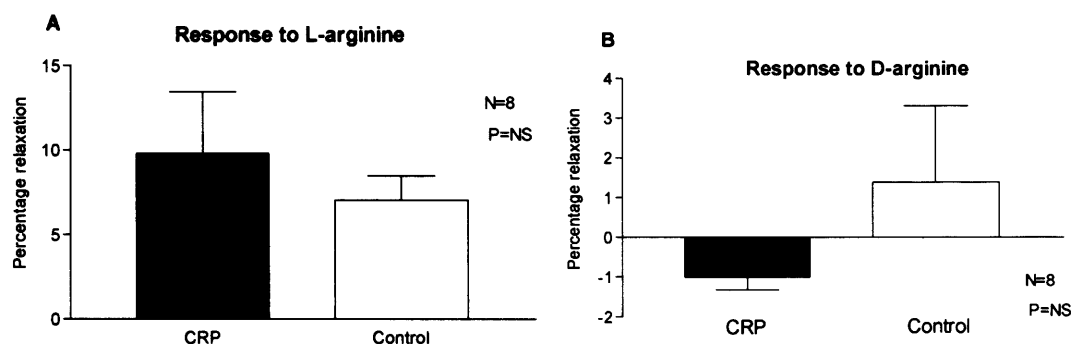 A
Response to L-arginine
15
10
5
0
Percentage relaxation
N=8
P=NS
CRP
Control
B
Response to D-arginine
4
3
2
1
0
-1
-2
Percentage relaxation
N=8
P=NS
CRP
Control